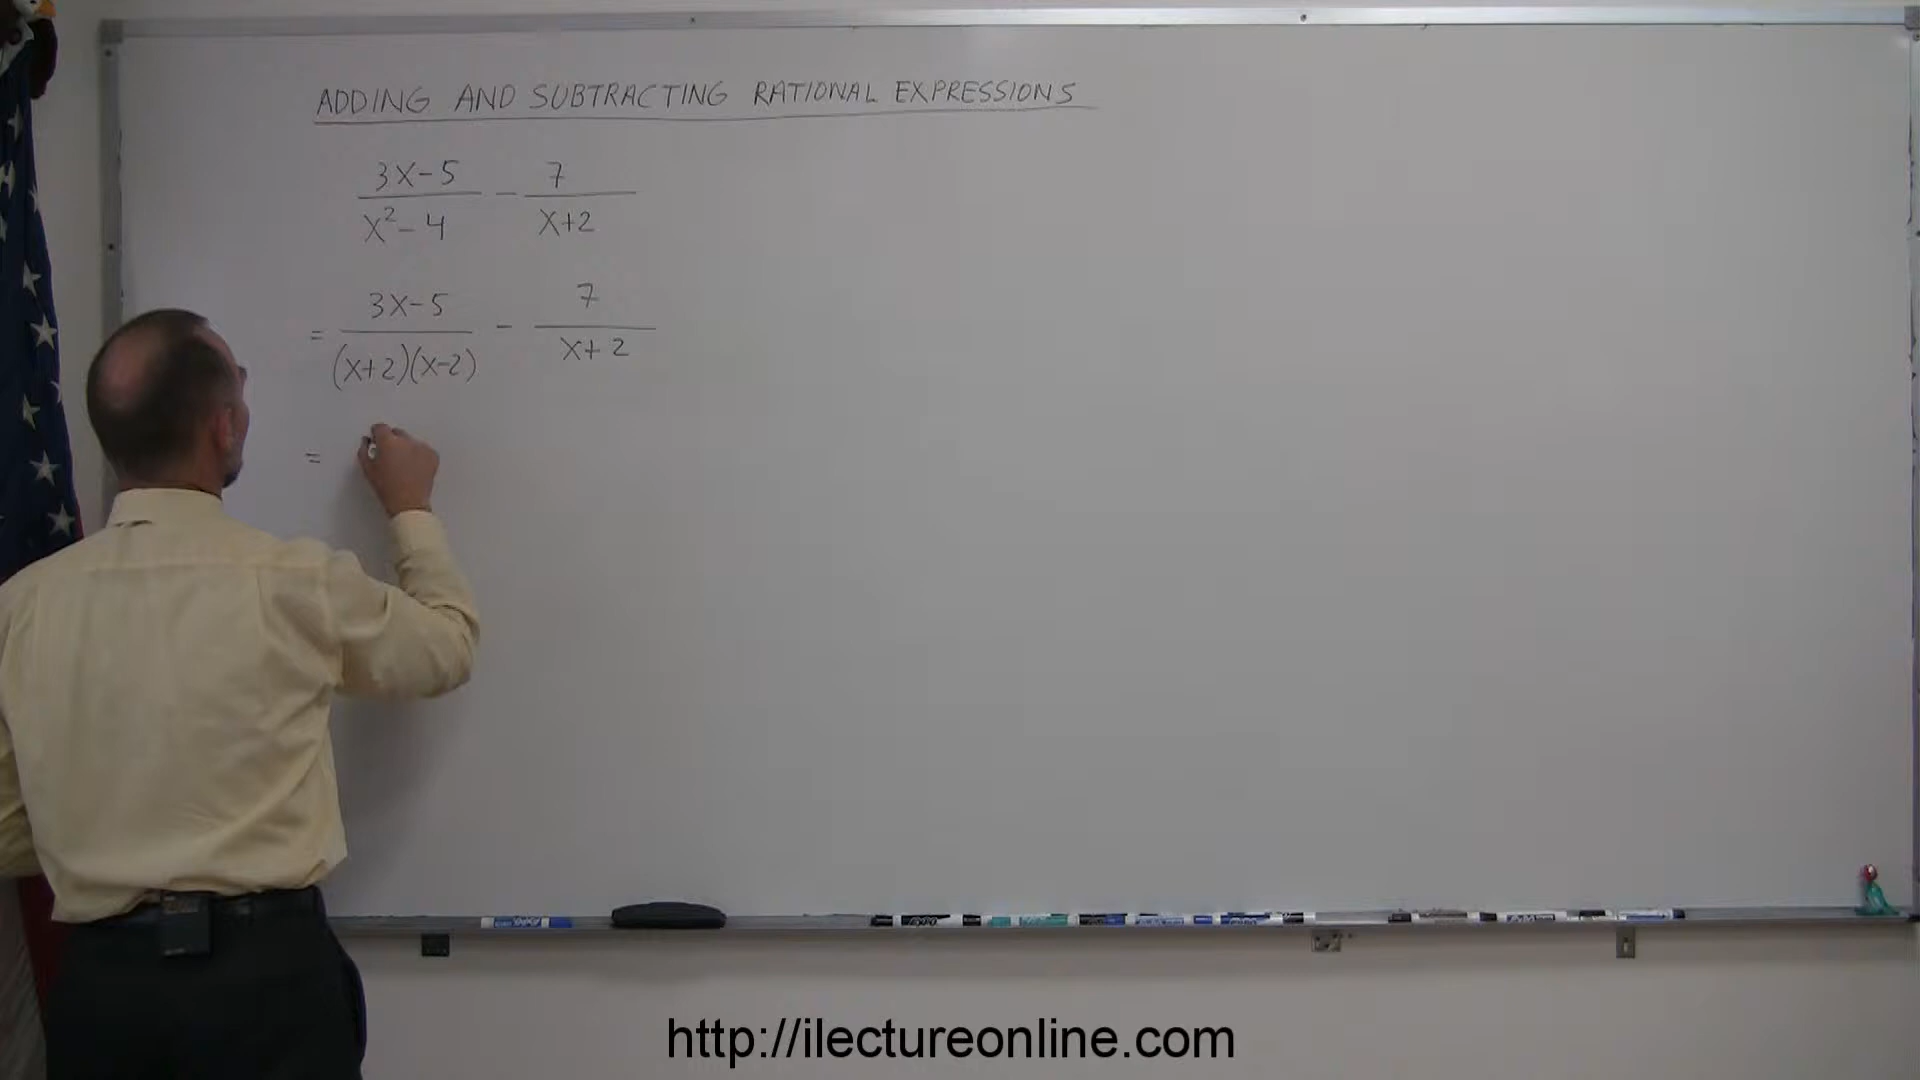 ADDING AND SUBTRACTING RATIONAL EXPRESSIONS
3X-5 / X²-4 - 7 / X+2
= 3X-5 / (X+2)(X-2) - 7 / X+2
=
http://ilectureonline.com